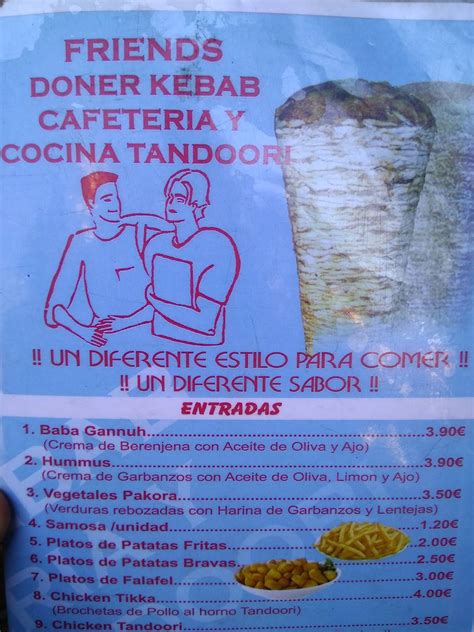 FRIENDS
DONER KEBAB
CAFETERIA Y
COCINA TANDOORI
!! UN DIFERENTE ESTILO PARA COMER !!
!! UN DIFERENTE SABOR !!
ENTRADAS
1. Baba Gannuh 3.90€
(Crema de Berenjena con Aceite de Oliva y Ajo)
2. Hummus 3.90€
(Crema de Garbanzos con Aceite de Oliva, Limon y Ajo)
3. Vegetales Pakora 3.50€
(Verduras rebozadas con Harina de Garbanzos y Lentejas)
4. Samosa /unidad 1.20€
5. Platos de Patatas Fritas 2.00€
6. Platos de Patatas Bravas 2.50€
7. Platos de Falafel 3.00€
8. Chicken Tikka 4.00€
(Brochetas de Pollo al horno Tandoori)
9. Chicken Tandoori 3.50€